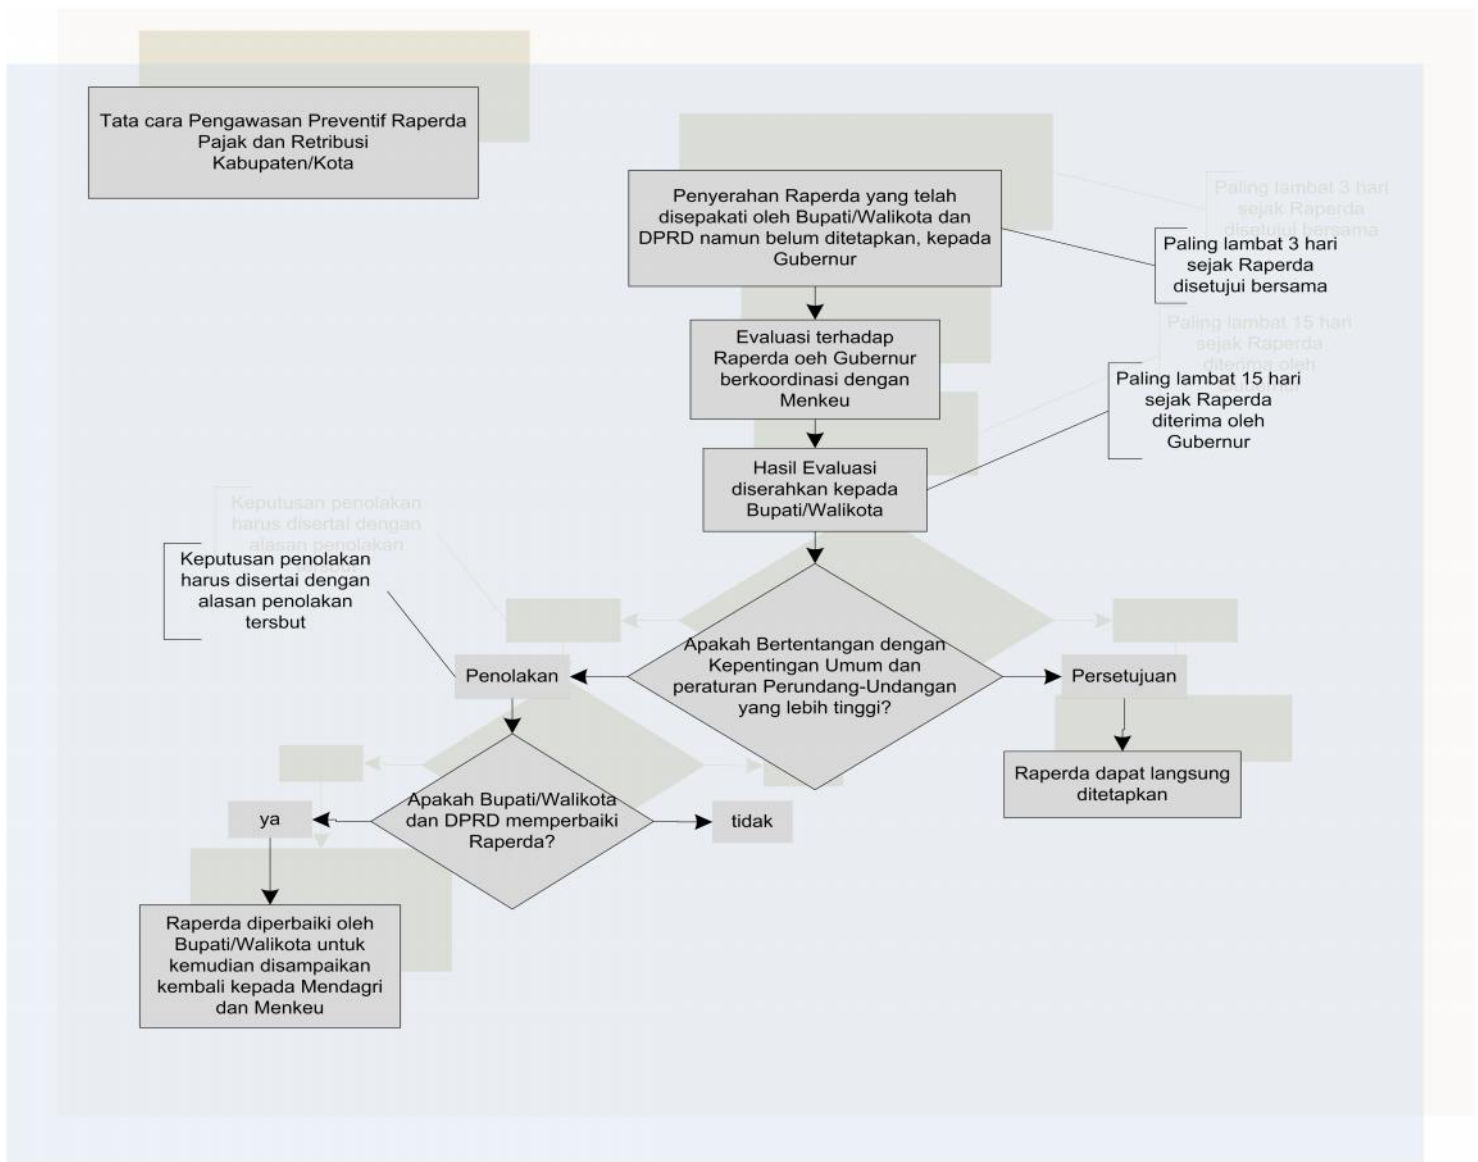 Tata cara Pengawasan Preventif Raperda
Pajak dan Retribusi
Kabupaten/Kota
Penyerahan Raperda yang telah
disepakati oleh Bupati/Walikota dan
DPRD namun belum ditetapkan, kepada
Gubernur
Paling lambat 3 hari
sejak Raperda
disetujui bersama
Evaluasi terhadap
Raperda oeh Gubernur
berkoordinasi dengan
Menkeu
Paling lambat 15 hari
sejak Raperda
diterima oleh
Gubernur
Hasil Evaluasi
diserahkan kepada
Bupati/Walikota
Keputusan penolakan
harus disertai dengan
alasan penolakan
tersbut
Apakah Bertentangan dengan
Kepentingan Umum dan
peraturan Perundang-Undangan
yang lebih tinggi?
Penolakan
Persetujuan
Raperda dapat langsung
ditetapkan
Apakah Bupati/Walikota
dan DPRD memperbaiki
Raperda?
ya
tidak
Raperda diperbaiki oleh
Bupati/Walikota untuk
kemudian disampaikan
kembali kepada Mendagri
dan Menkeu